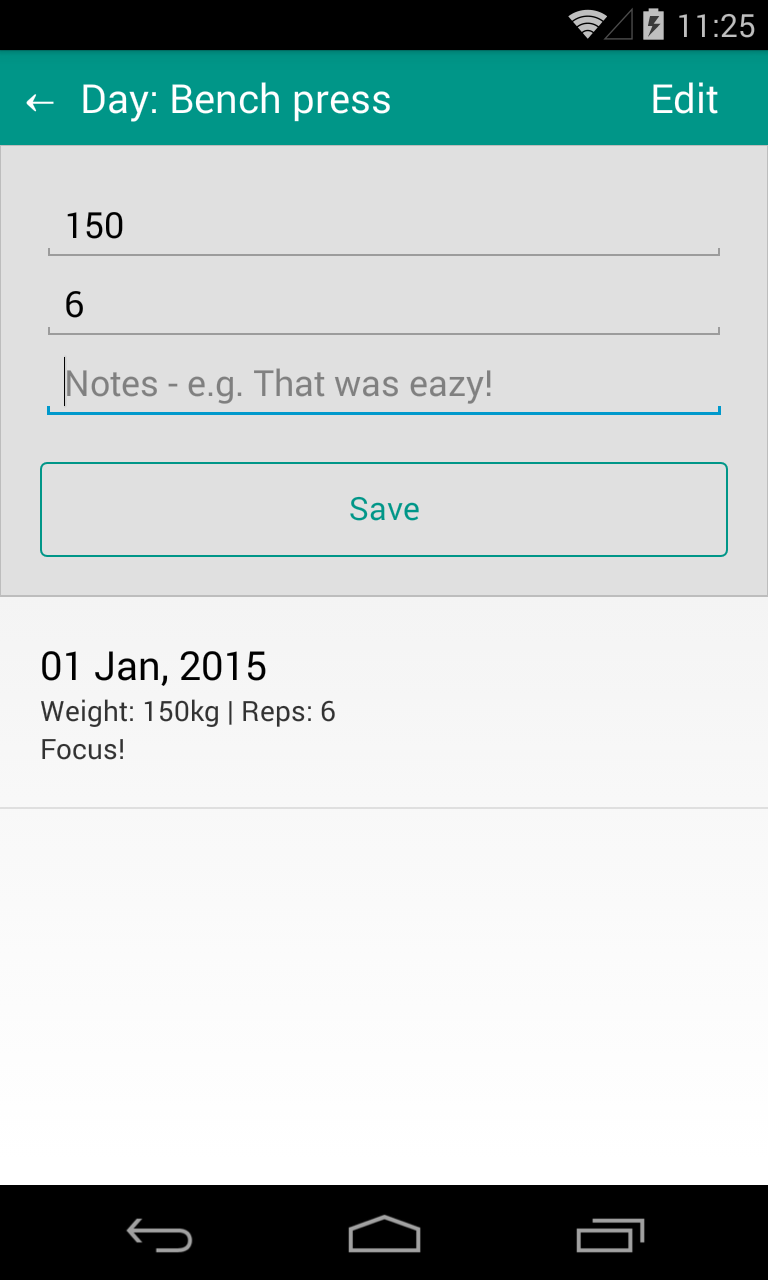 11:25
← Day: Bench press Edit
150
6
Notes - e.g. That was eazy!
Save
01 Jan, 2015
Weight: 150kg | Reps: 6
Focus!